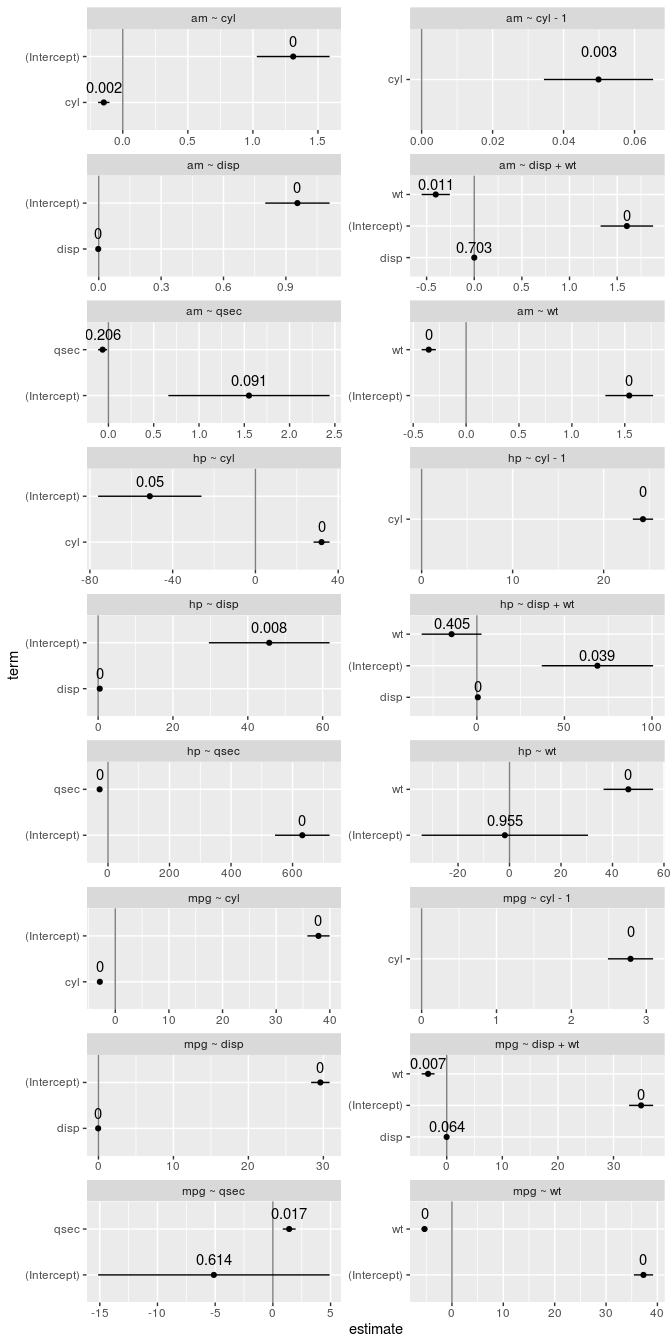 am ~ cyl
(Intercept)
0
cyl
0.002
0.0 0.5 1.0 1.5
am ~ cyl - 1
cyl
0.003
0.00 0.02 0.04 0.06
am ~ disp
(Intercept)
0
disp
0
0.0 0.3 0.6 0.9
am ~ disp + wt
wt
0.011
(Intercept)
0
disp
0.703
-0.5 0.0 0.5 1.0 1.5
am ~ qsec
qsec
0.206
(Intercept)
0.091
0.0 0.5 1.0 1.5 2.0 2.5
am ~ wt
wt
0
(Intercept)
0
-0.5 0.0 0.5 1.0 1.5
hp ~ cyl
(Intercept)
0.05
cyl
0
-80 -40 0 40
hp ~ cyl - 1
cyl
0
0 10 20
hp ~ disp
(Intercept)
0.008
disp
0
0 20 40 60
hp ~ disp + wt
wt
0.405
(Intercept)
0.039
disp
0
0 50 100
term
hp ~ qsec
qsec
0
(Intercept)
0
0 200 400 600
hp ~ wt
wt
0
(Intercept)
0.955
-20 0 20 40 60
mpg ~ cyl
(Intercept)
0
cyl
0
0 10 20 30 40
mpg ~ cyl - 1
cyl
0
0 1 2 3
mpg ~ disp
(Intercept)
0
disp
0
0 10 20 30
mpg ~ disp + wt
wt
0.007
(Intercept)
0
disp
0.064
0 10 20 30
mpg ~ qsec
qsec
0.017
(Intercept)
0.614
-15 -10 -5 0 5
mpg ~ wt
wt
0
(Intercept)
0
0 10 20 30 40
estimate